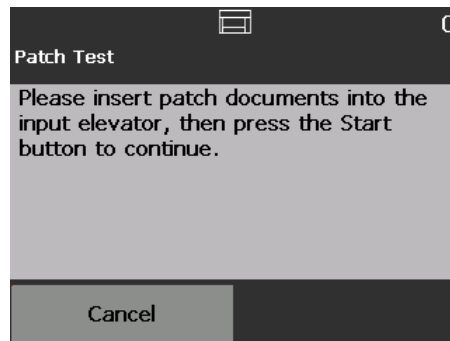 Patch Test
Please insert patch documents into the
input elevator, then press the Start
button to continue.
Cancel